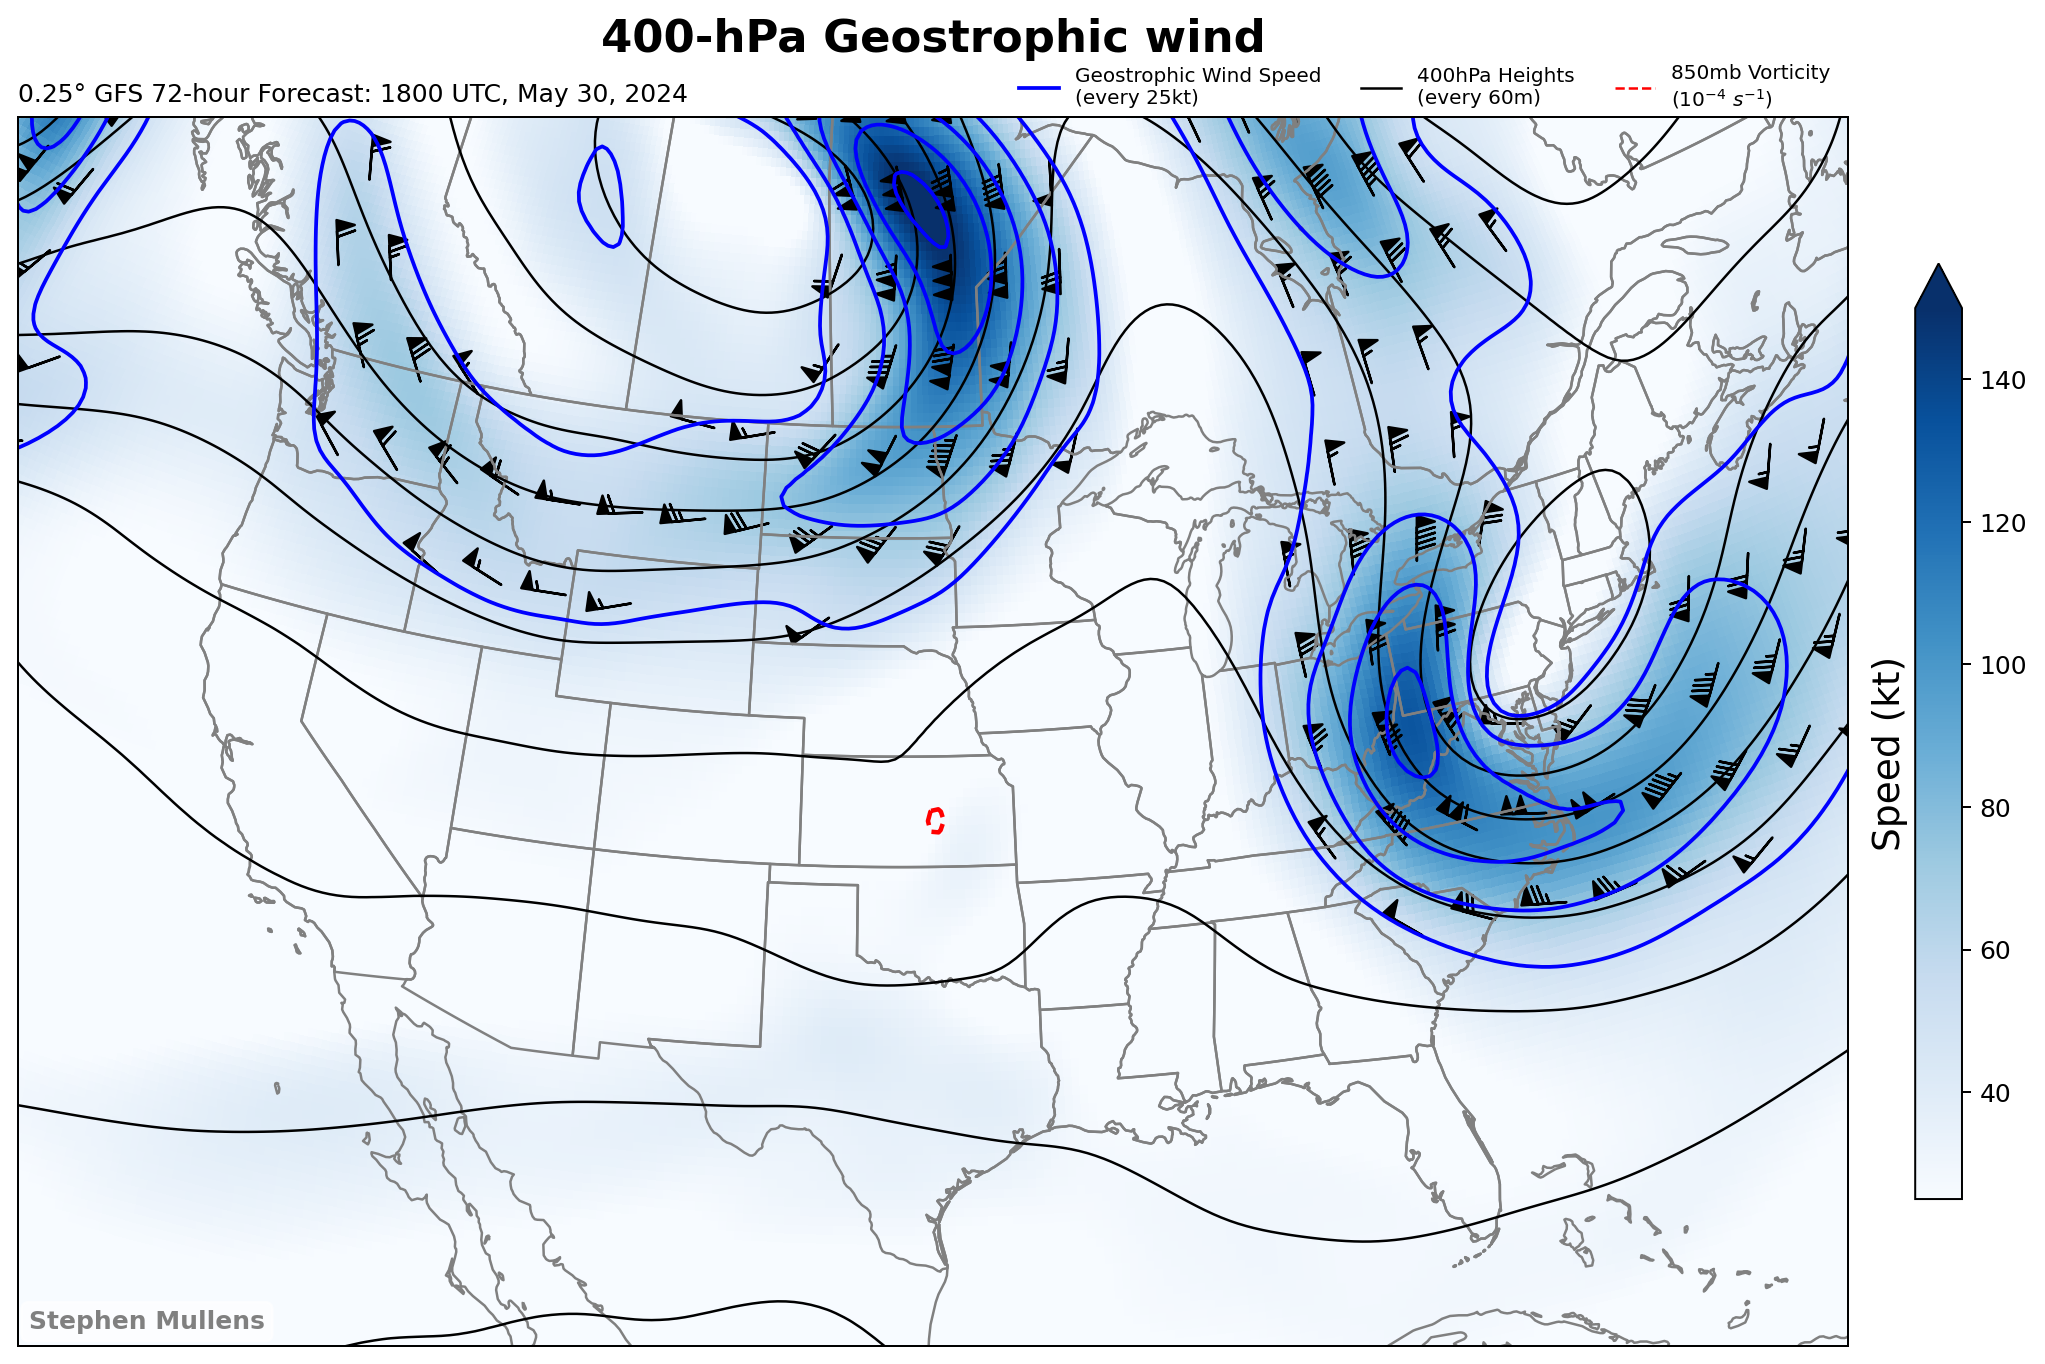 400-hPa Geostrophic wind
0.25° GFS 72-hour Forecast: 1800 UTC, May 30, 2024
Geostrophic Wind Speed
(every 25kt)
400hPa Heights
(every 60m)
850mb Vorticity
(10⁻⁴ s⁻¹)
140
120
100
80
60
40
Speed (kt)
Stephen Mullens